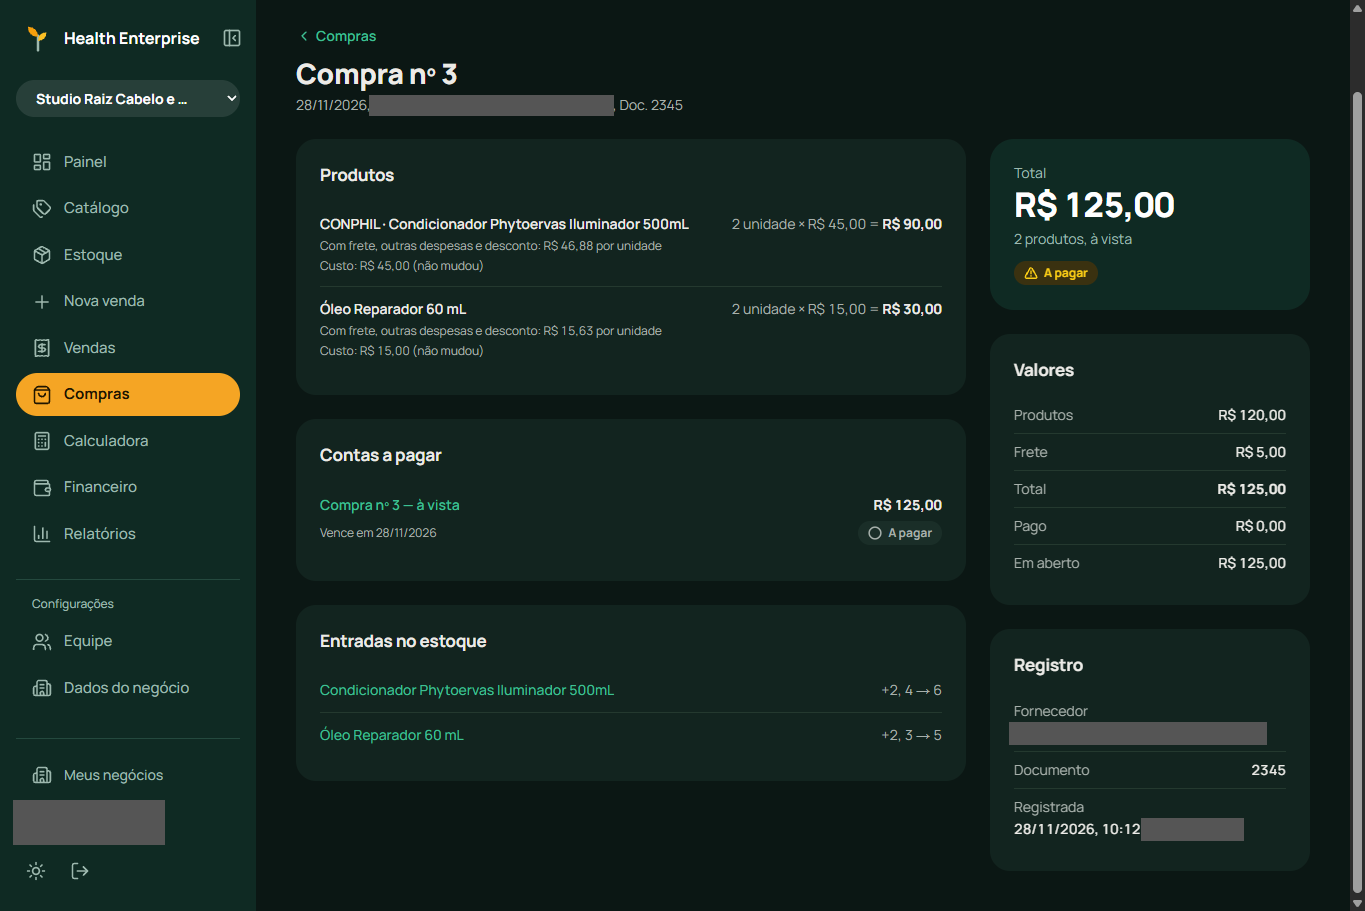 Health Enterprise
Studio Raiz Cabelo e ...
Painel
Catálogo
Estoque
Nova venda
Vendas
Compras
Calculadora
Financeiro
Relatórios
Configurações
Equipe
Dados do negócio
Meus negócios
Compras
Compra nº 3
28/11/2026, , Doc. 2345
Produtos
CONPHIL · Condicionador Phytoervas Iluminador 500mL 2 unidade × R$ 45,00 = R$ 90,00
Com frete, outras despesas e desconto: R$ 46,88 por unidade
Custo: R$ 45,00 (não mudou)
Óleo Reparador 60 mL 2 unidade × R$ 15,00 = R$ 30,00
Com frete, outras despesas e desconto: R$ 15,63 por unidade
Custo: R$ 15,00 (não mudou)
Contas a pagar
Compra nº 3 — à vista R$ 125,00
Vence em 28/11/2026 A pagar
Entradas no estoque
Condicionador Phytoervas Iluminador 500mL +2, 4 → 6
Óleo Reparador 60 mL +2, 3 → 5
Total
R$ 125,00
2 produtos, à vista
A pagar
Valores
Produtos R$ 120,00
Frete R$ 5,00
Total R$ 125,00
Pago R$ 0,00
Em aberto R$ 125,00
Registro
Fornecedor
Documento 2345
Registrada
28/11/2026, 10:12